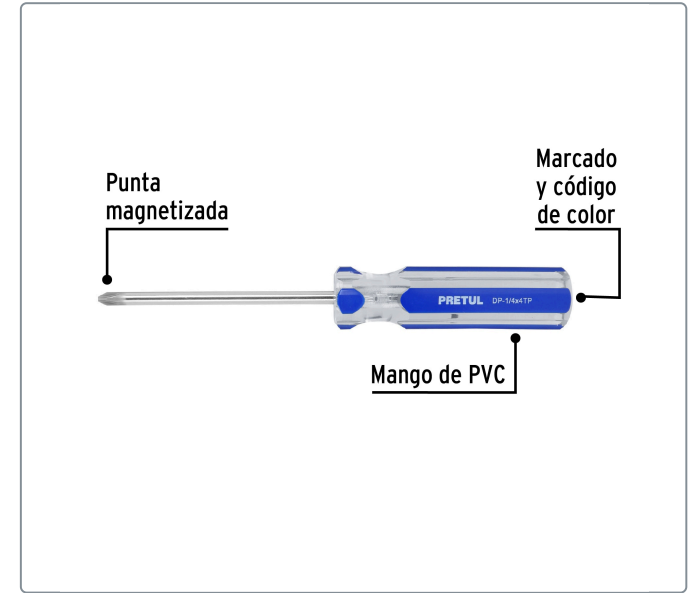 Punta
magnetizada
Marcado
y código
de color
PRETUL DP-1/4x4TP
Mango de PVC